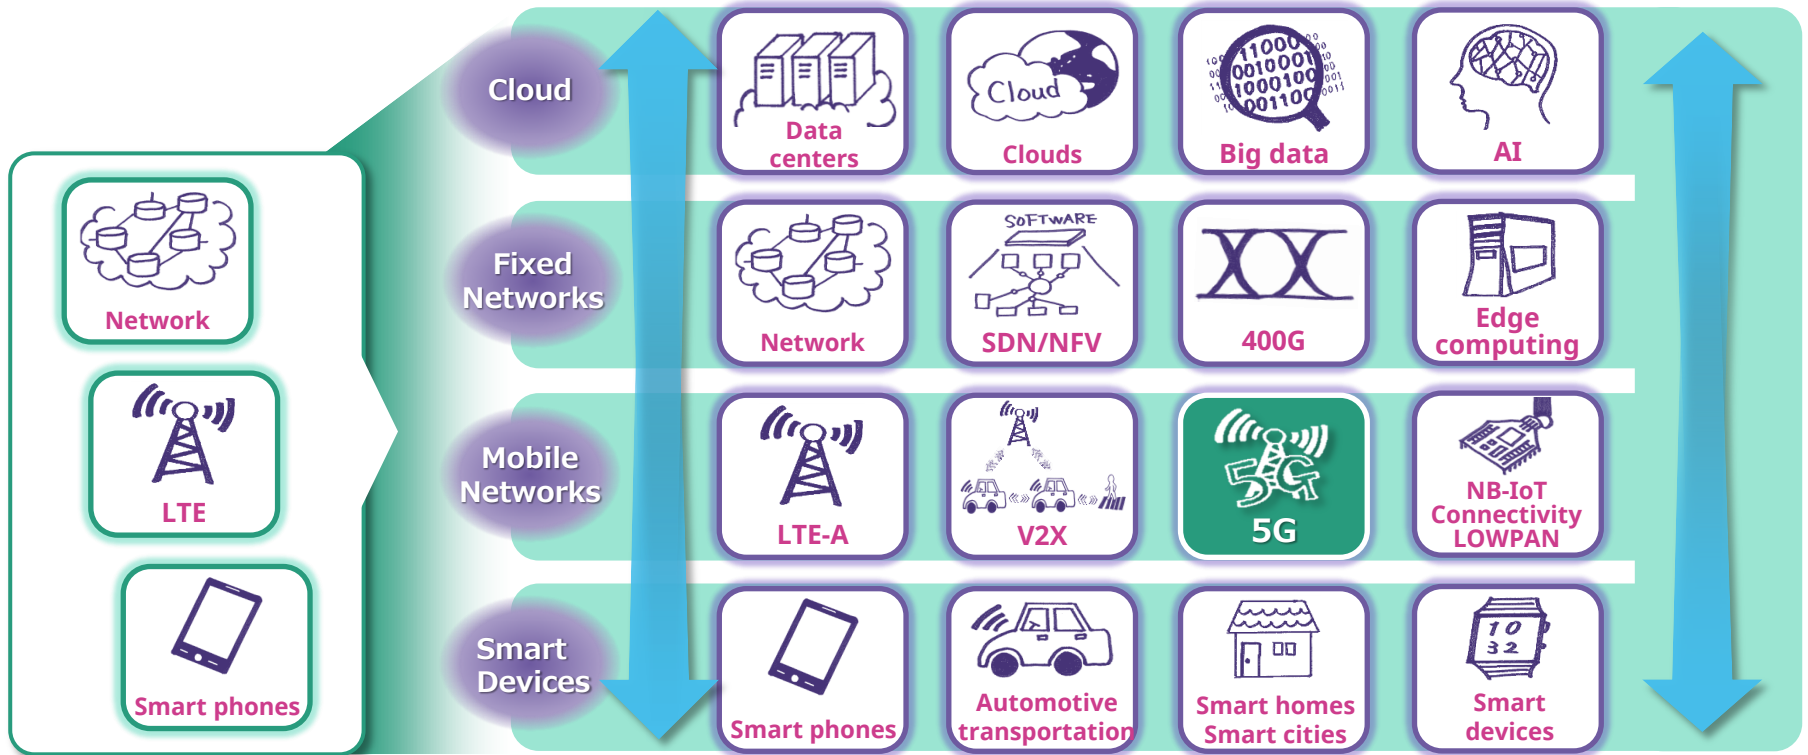 Network
LTE
Smart phones
Cloud
Data
centers
Cloud
Clouds
11000
0010001
1000100
001100
Big data
AI
Fixed
Networks
Network
SOFTWARE
SDN/NFV
400G
Edge
computing
Mobile
Networks
LTE-A
V2X
5G
5G
NB-IoT
Connectivity
LOWPAN
Smart
Devices
Smart phones
Automotive
transportation
Smart homes
Smart cities
10
32
Smart
devices